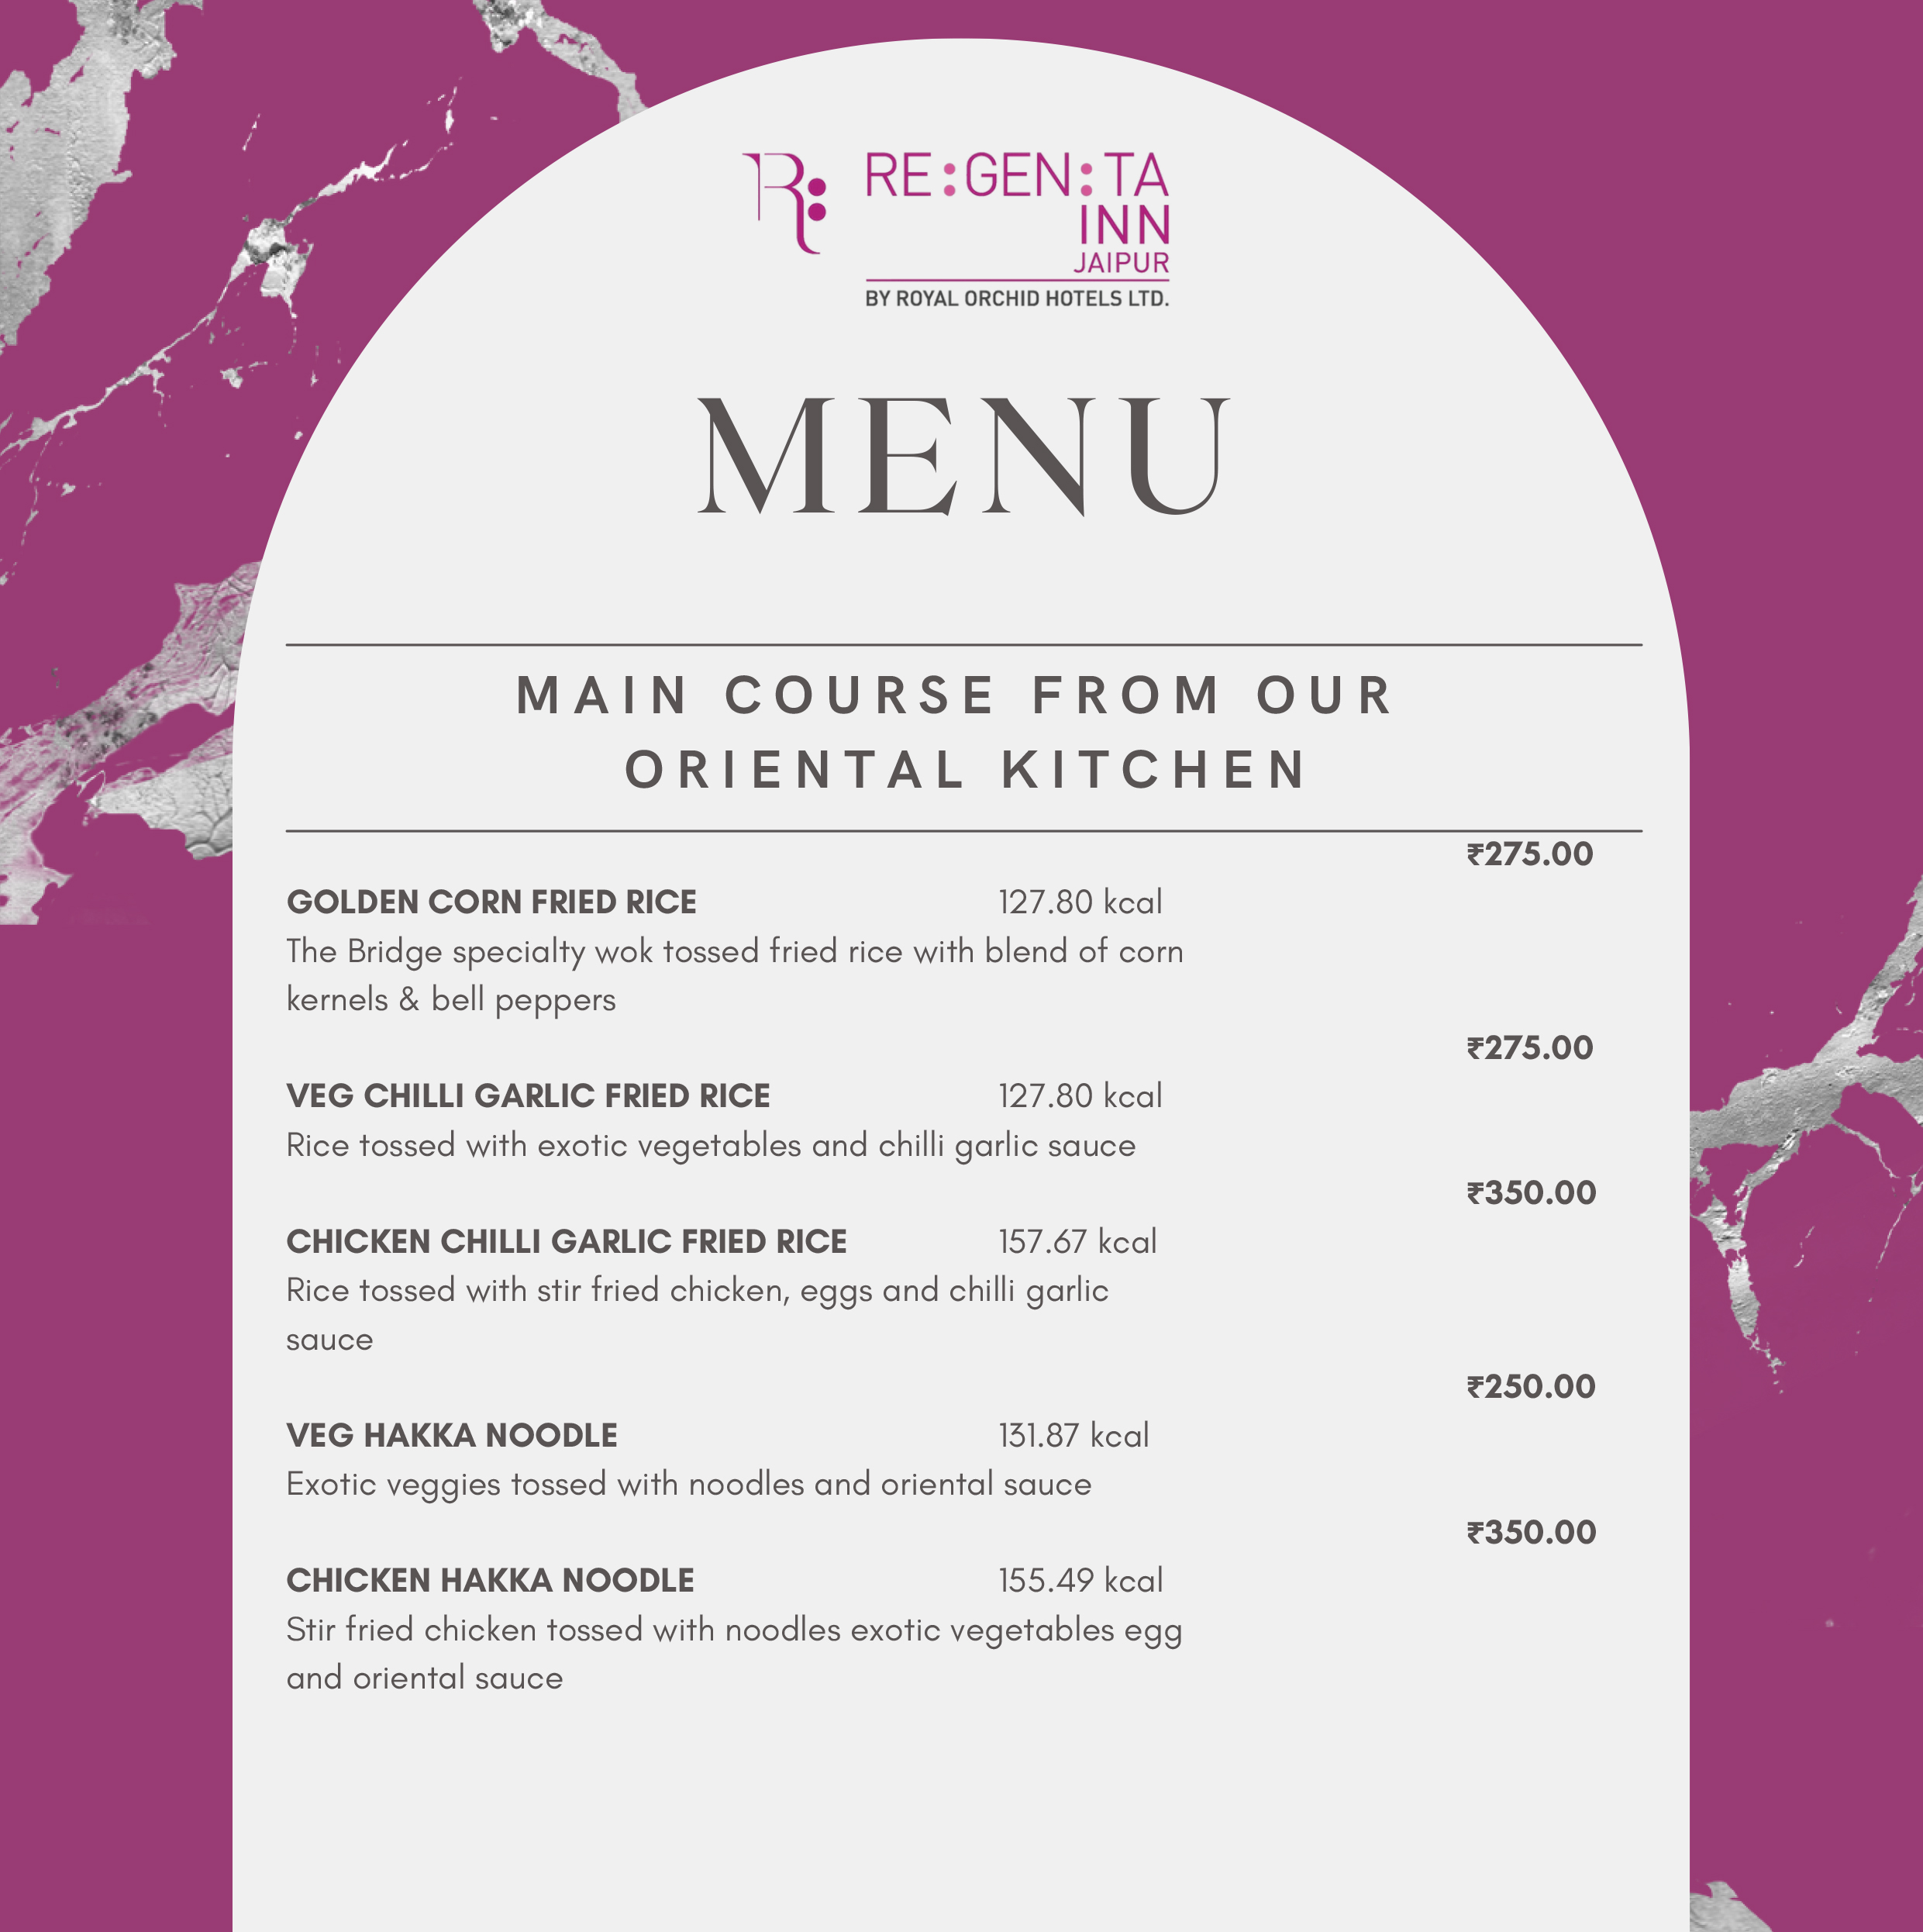 R:
RE:GEN:TA
INN
JAIPUR
BY ROYAL ORCHID HOTELS LTD.
MENU
MAIN COURSE FROM OUR
ORIENTAL KITCHEN
₹275.00
GOLDEN CORN FRIED RICE 127.80 kcal
The Bridge specialty wok tossed fried rice with blend of corn
kernels & bell peppers
₹275.00
VEG CHILLI GARLIC FRIED RICE 127.80 kcal
Rice tossed with exotic vegetables and chilli garlic sauce
₹350.00
CHICKEN CHILLI GARLIC FRIED RICE 157.67 kcal
Rice tossed with stir fried chicken, eggs and chilli garlic
sauce
₹250.00
VEG HAKKA NOODLE 131.87 kcal
Exotic veggies tossed with noodles and oriental sauce
₹350.00
CHICKEN HAKKA NOODLE 155.49 kcal
Stir fried chicken tossed with noodles exotic vegetables egg
and oriental sauce